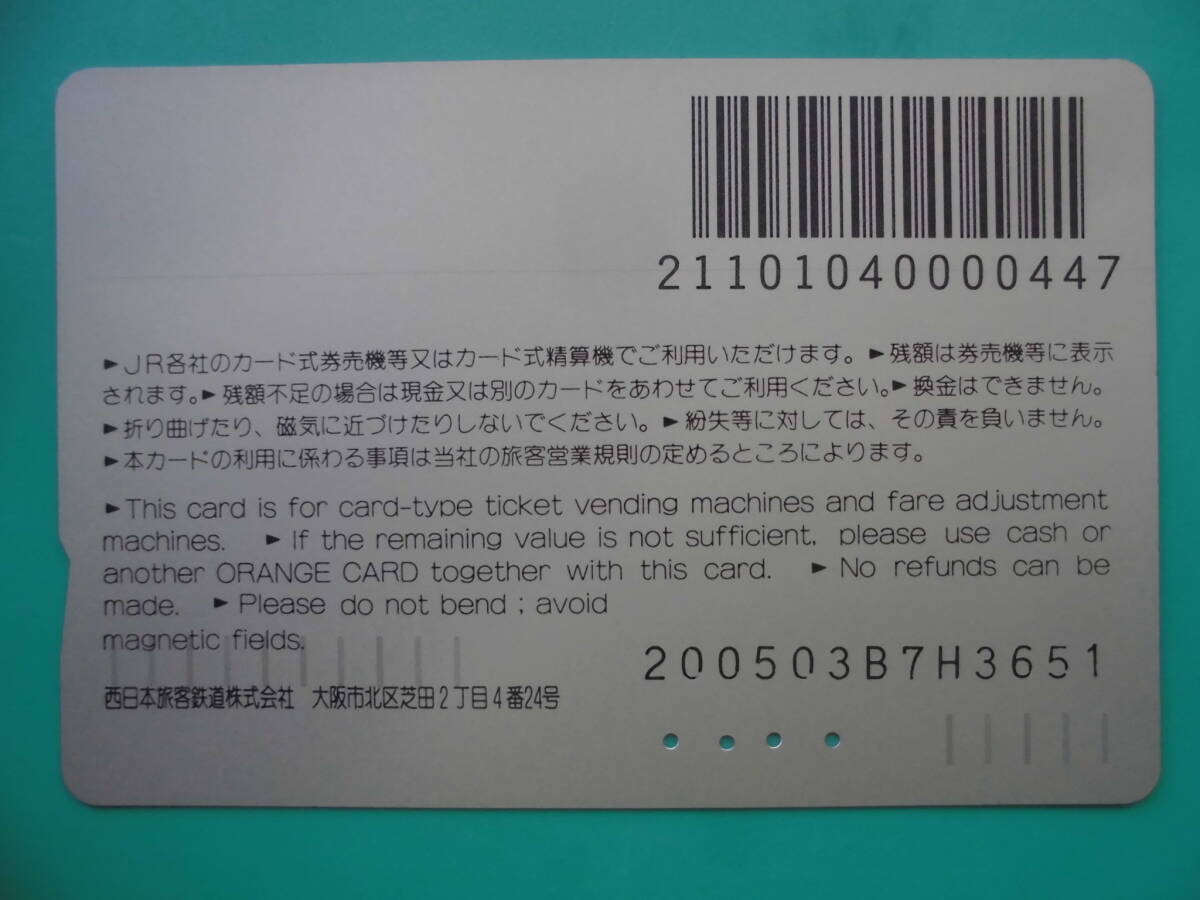 21101040000447
►JR各社のカード式券売機等又はカード式精算機でご利用いただけます。►残額は券売機等に表示
されます。►残額不足の場合は現金又は別のカードをあわせてご利用ください。►換金はできません。
►折り曲げたり、磁気に近づけたりしないでください。►紛失等に対しては、その責を負いません。
►本カードの利用に係わる事項は当社の旅客営業規則の定めるところによります。
►This card is for card-type ticket vending machines and fare adjustment
machines. ►If the remaining value is not sufficient, please use cash or
another ORANGE CARD together with this card. ►No refunds can be
made. ►Please do not bend ; avoid
magnetic fields.
200503B7H3651
西日本旅客鉄道株式会社 大阪市北区芝田2丁目4番24号